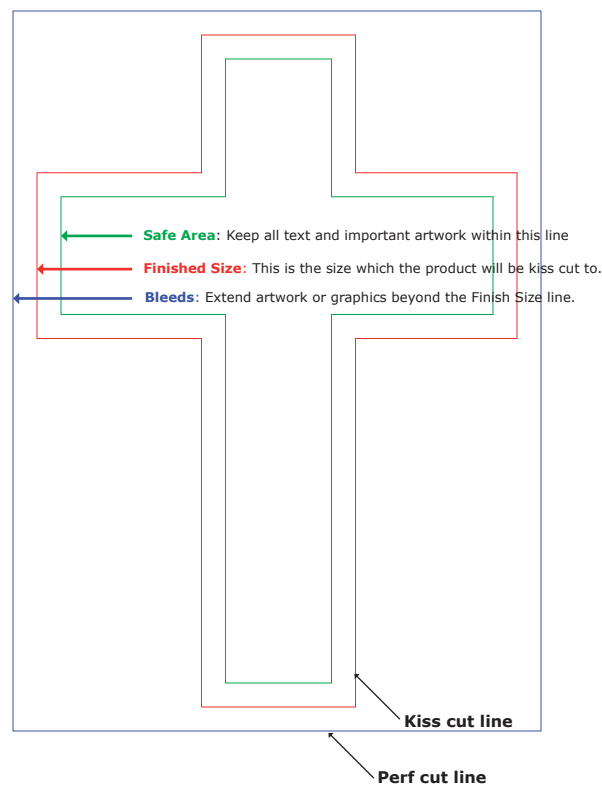 Safe Area: Keep all text and important artwork within this line
Finished Size: This is the size which the product will be kiss cut to.
Bleeds: Extend artwork or graphics beyond the Finish Size line.
Kiss cut line
Perf cut line